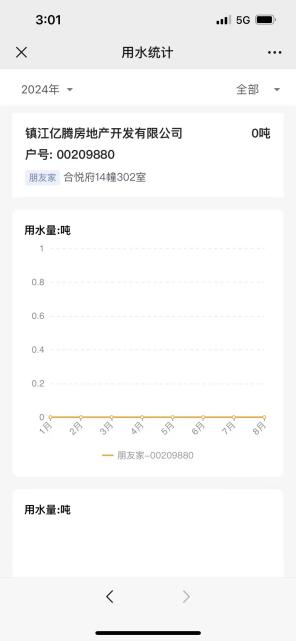 3:01
5G
用水统计
2024年
全部
镇江亿腾房地产开发有限公司
0吨
户号: 00209880
朋友家 合悦府14幢302室
用水量:吨
1
0.8
0.6
0.4
0.2
0
1月 2月 3月 4月 5月 6月 7月 8月
朋友家-00209880
用水量:吨